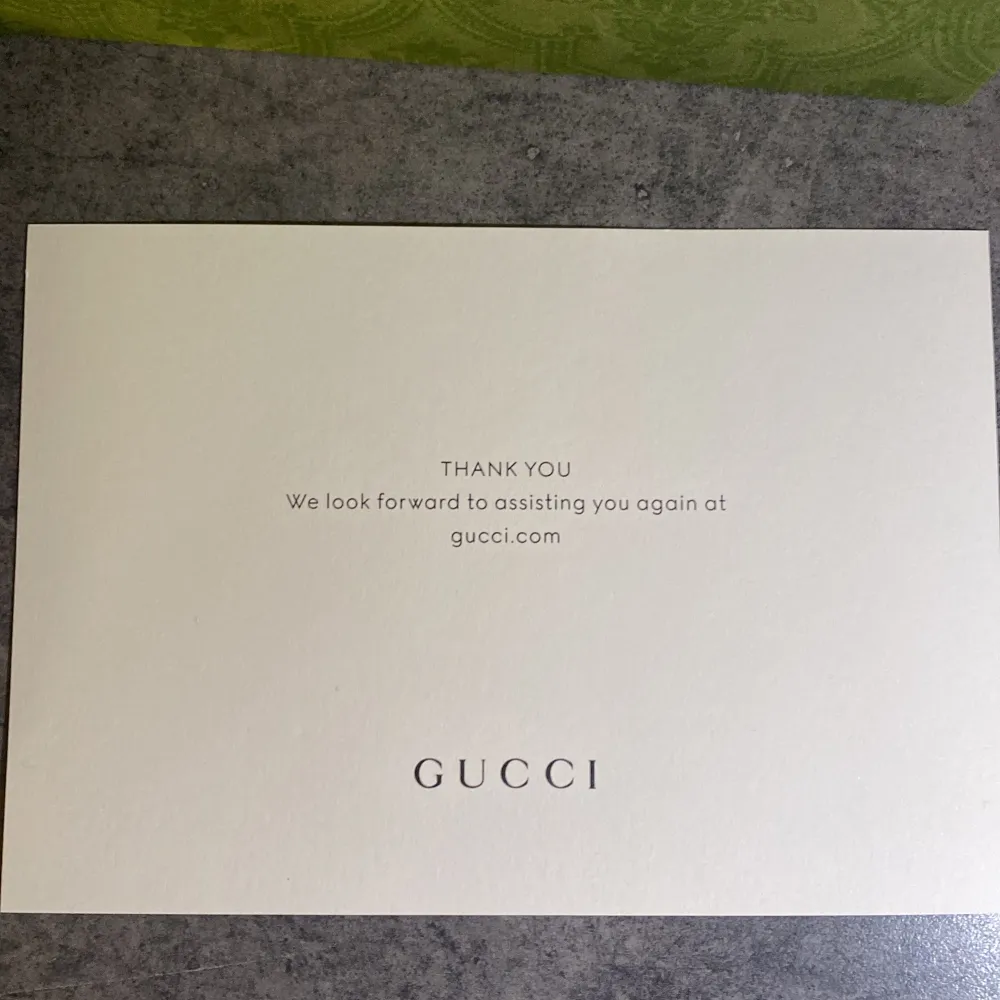 THANK YOU
We look forward to assisting you again at
gucci.com
GUCCI